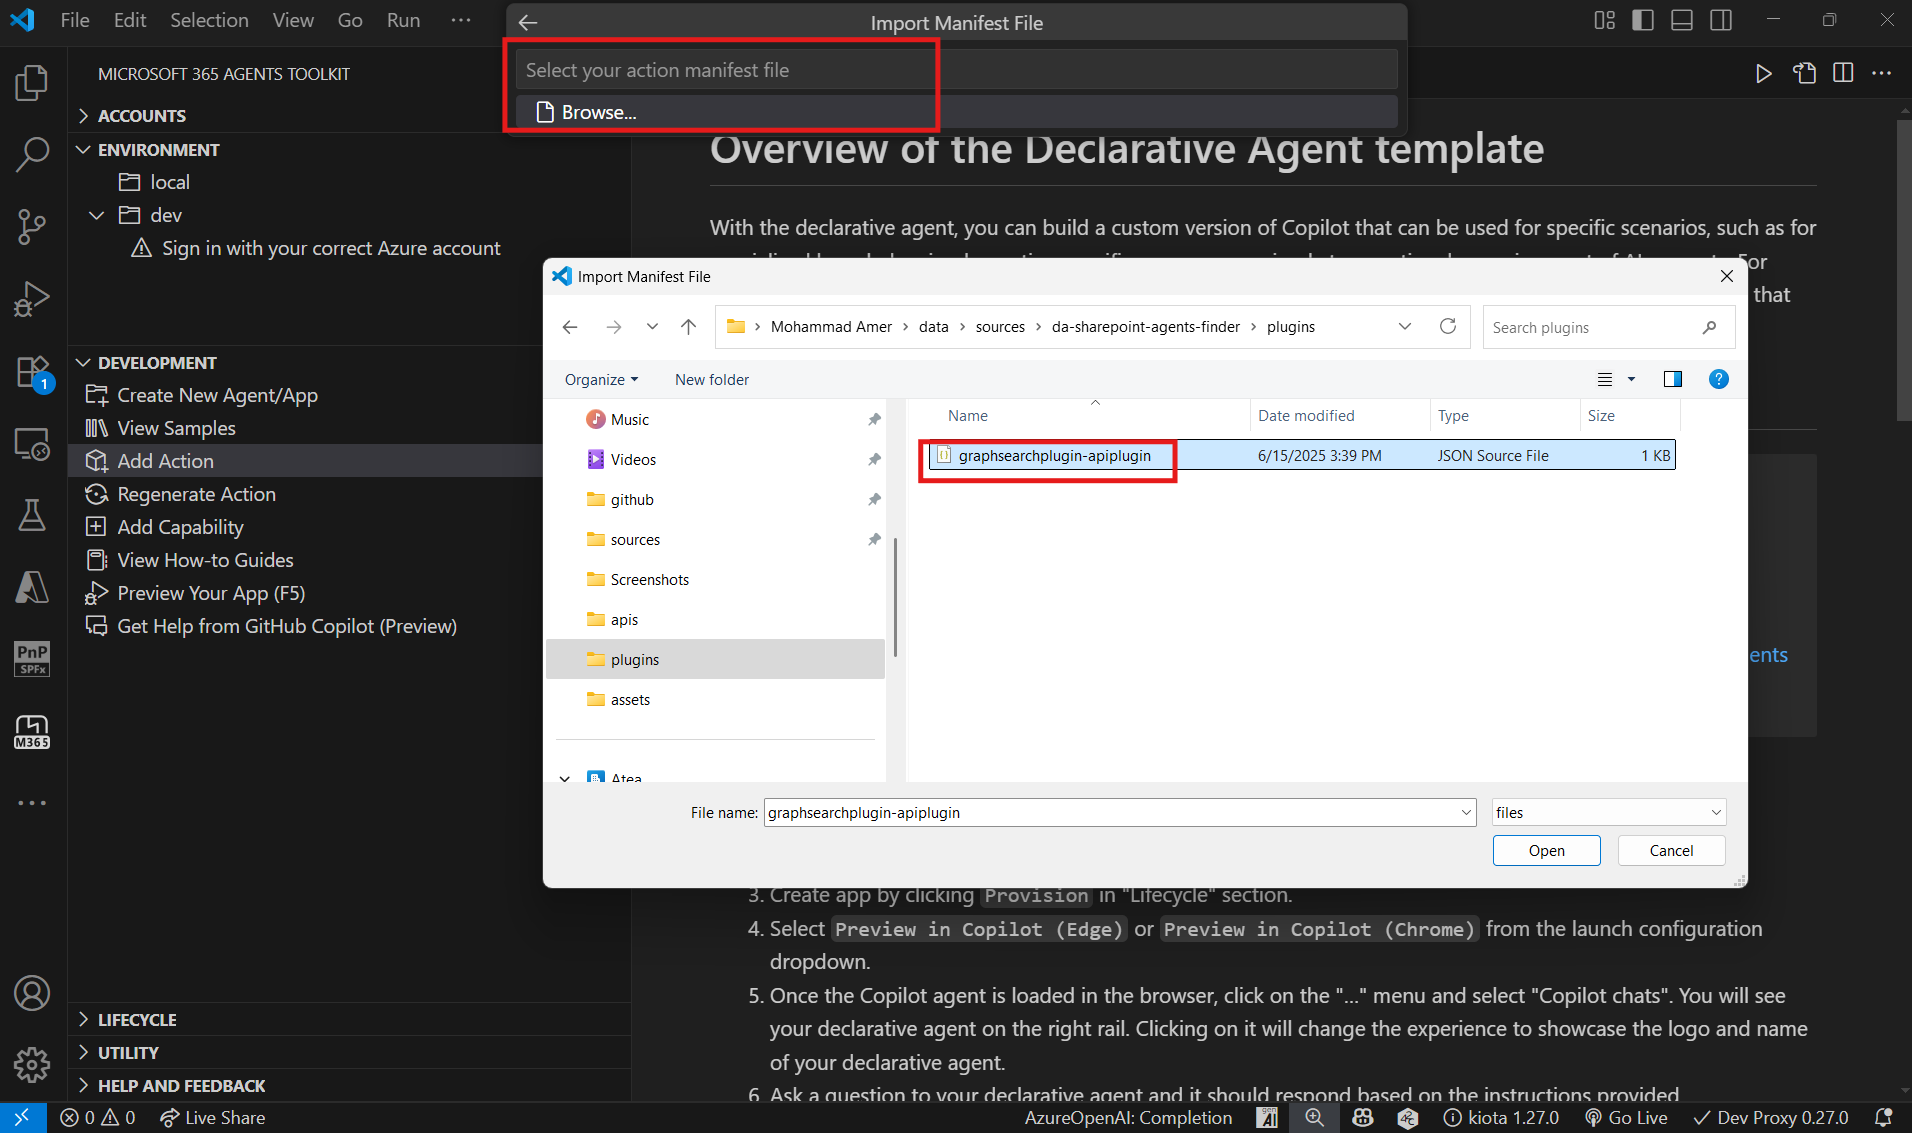 File Edit Selection View Go Run ···
Import Manifest File
Select your action manifest file
Browse...
MICROSOFT 365 AGENTS TOOLKIT
ACCOUNTS
ENVIRONMENT
local
dev
Sign in with your correct Azure account
DEVELOPMENT
Create New Agent/App
View Samples
Add Action
Regenerate Action
Add Capability
View How-to Guides
Preview Your App (F5)
Get Help from GitHub Copilot (Preview)
LIFECYCLE
UTILITY
HELP AND FEEDBACK
1
PnP
SPFx
M365
Overview of the Declarative Agent template
With the declarative agent, you can build a custom version of Copilot that can be used for specific scenarios, such as for
For
that
ents
Import Manifest File
Mohammad Amer › data › sources › da-sharepoint-agents-finder › plugins
Search plugins
Organize
New folder
Music
Videos
github
sources
Screenshots
apis
plugins
assets
Atea
Name Date modified Type Size
graphsearchplugin-apiplugin 6/15/2025 3:39 PM JSON Source File 1 KB
File name: graphsearchplugin-apiplugin
files
Open
Cancel
3. Create app by clicking Provision in "Lifecycle" section.
4. Select Preview in Copilot (Edge) or Preview in Copilot (Chrome) from the launch configuration
dropdown.
5. Once the Copilot agent is loaded in the browser, click on the "..." menu and select "Copilot chats". You will see
your declarative agent on the right rail. Clicking on it will change the experience to showcase the logo and name
of your declarative agent.
6. Ask a question to your declarative agent and it should respond based on the instructions provided
0 0 Live Share
AzureOpenAI: Completion
gen
AI
kiota 1.27.0
Go Live
Dev Proxy 0.27.0